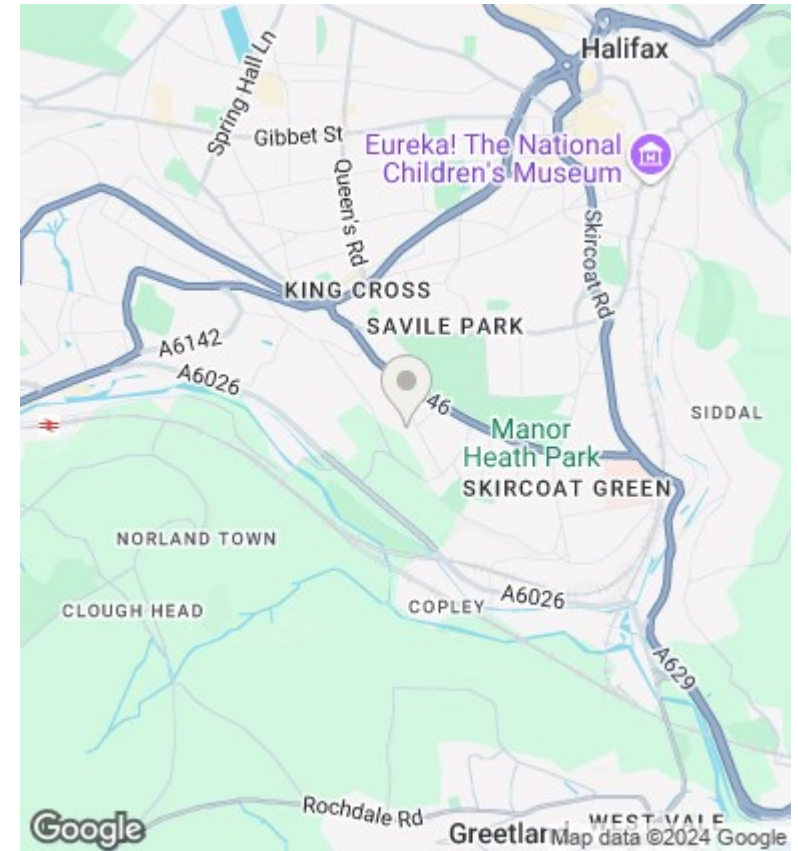 Halifax
Spring Hall Ln
Gibbet St
Eureka! The National
Children's Museum
Queen's Rd
Skircoat Rd
KING CROSS
SAVILE PARK
A6142
A6026
46
SIDDAL
Manor
Heath Park
SKIRCOAT GREEN
NORLAND TOWN
CLOUGH HEAD
COPLEY
A6026
A629
Rochdale Rd
WEST VALE
Greetland
Google
Map data ©2024 Google